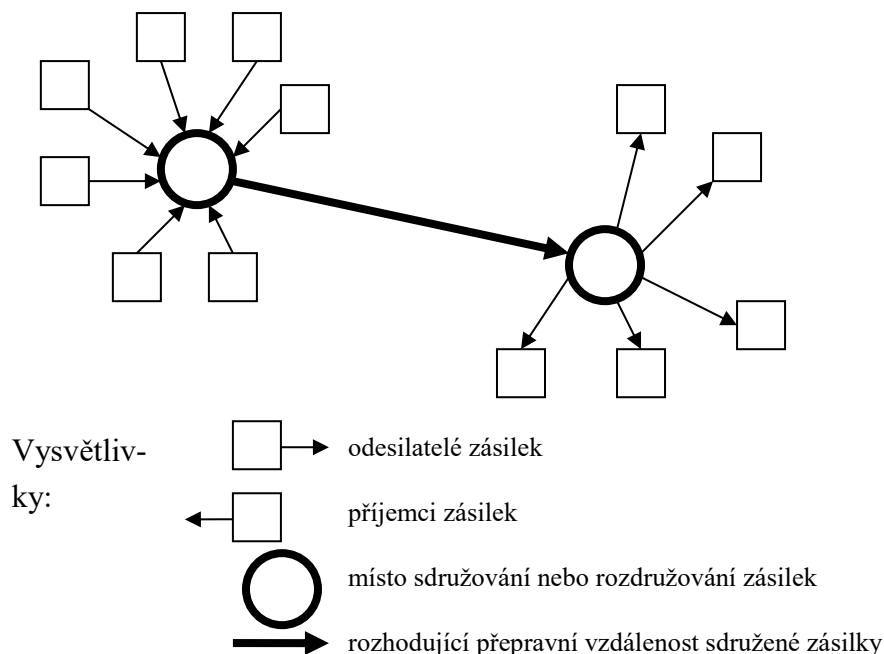 Vysvětliv-
ky:
odesilatelé zásilek
příjemci zásilek
místo sdružování nebo rozdružování zásilek
rozhodující přepravní vzdálenost sdružené zásilky